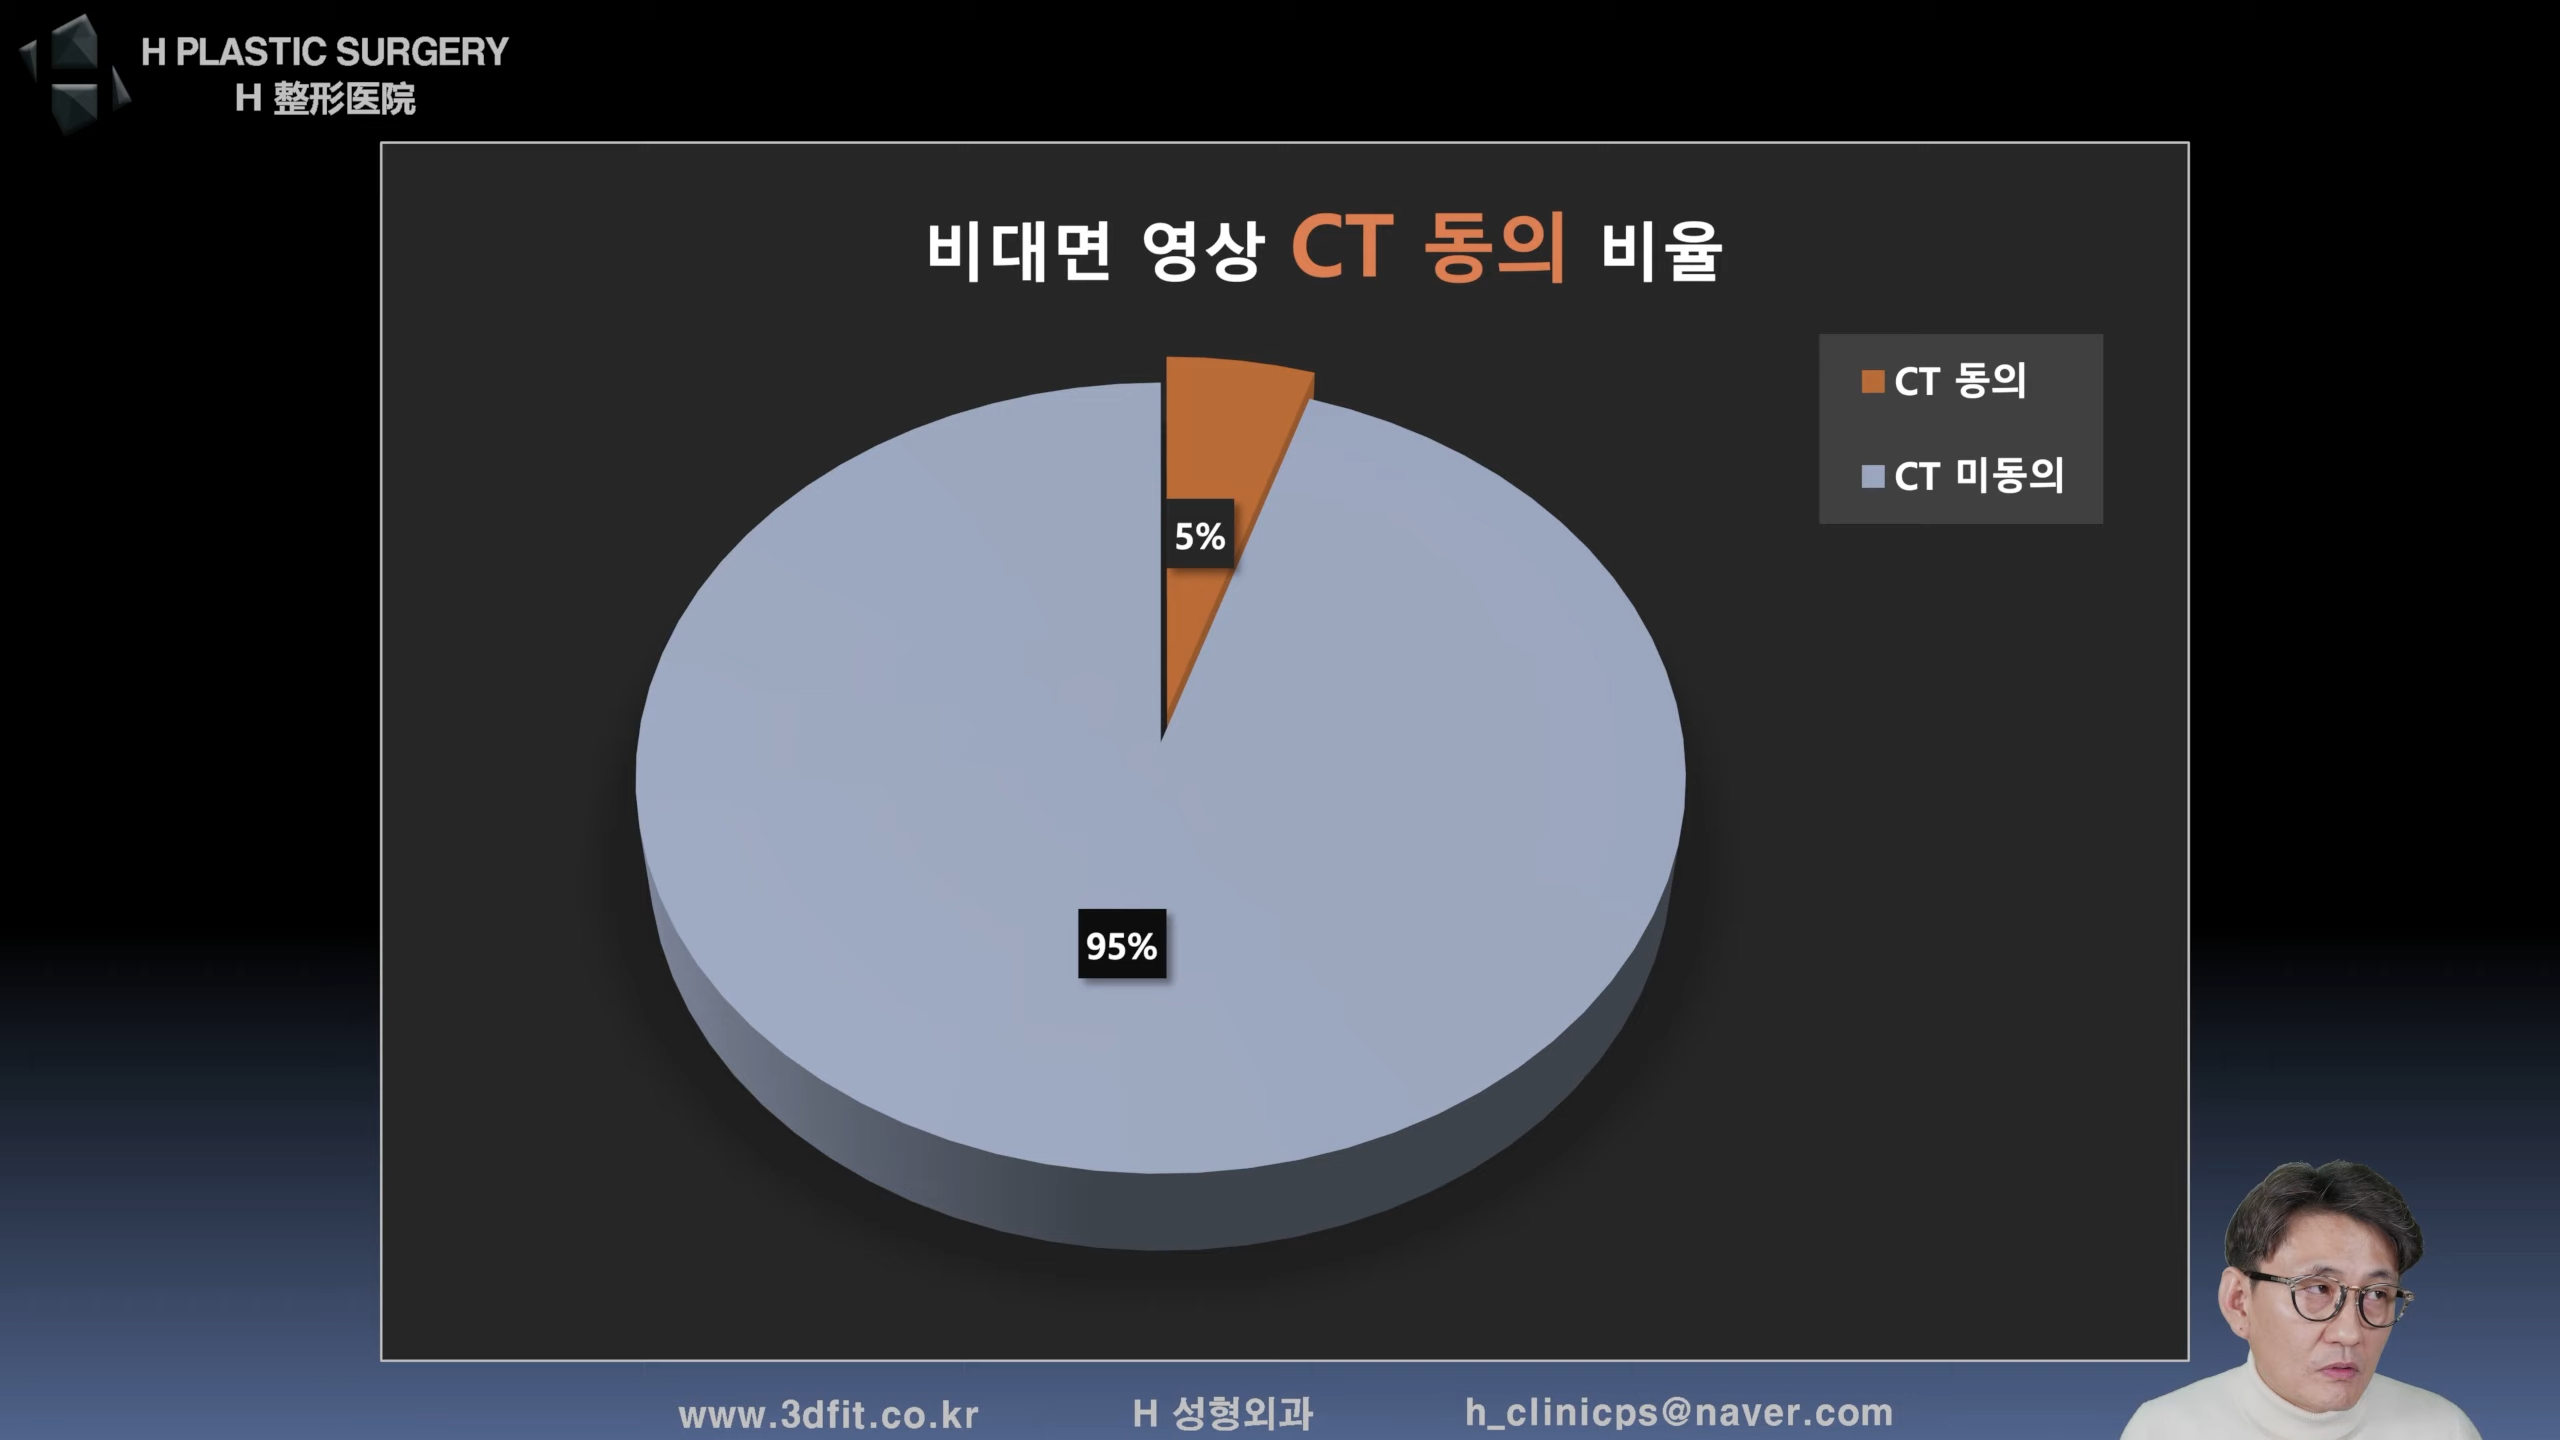 H PLASTIC SURGERY
H 整形医院
비대면 영상 CT 동의 비율
CT 동의
CT 미동의
5%
95%
www.3dfit.co.kr
H 성형외과
h_clinicps@naver.com